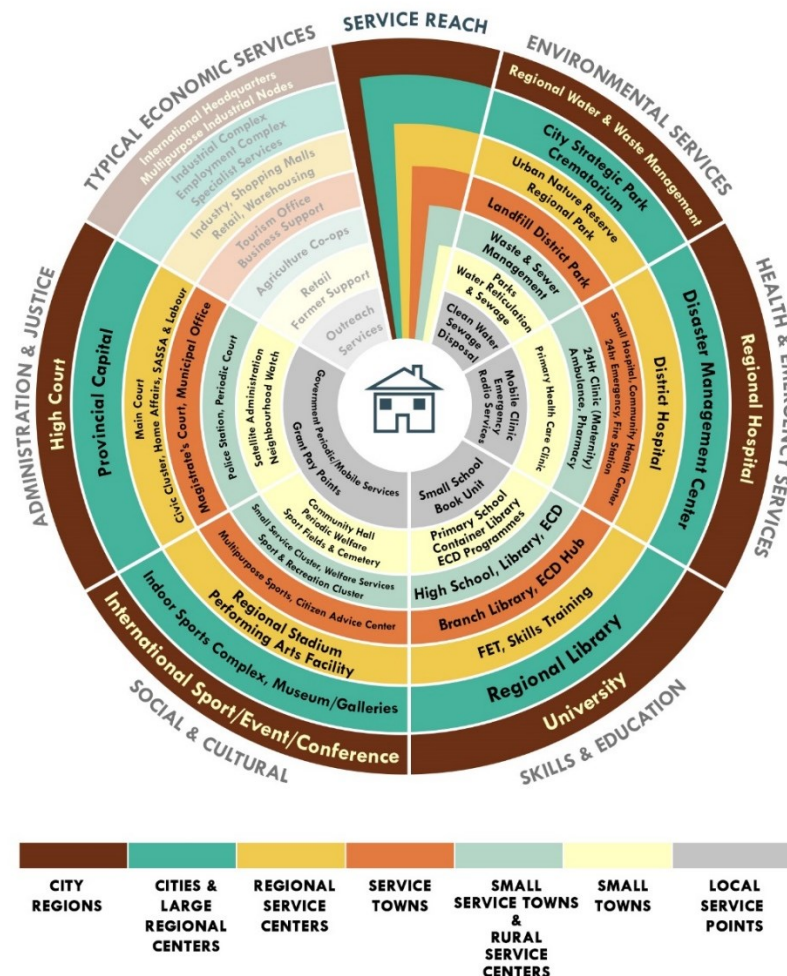 SERVICE REACH
ENVIRONMENTAL SERVICES
Regional Water & Waste Management
City Strategic Park
Crematorium
Urban Nature Reserve
Regional Park
Landfill District Park
Waste & Sewer
Management
Parks
Water Reticulation
& Sewage
Clean Water
Sewage
Disposal
HEALTH & EMERGENCY SERVICES
Regional Hospital
Disaster Management Center
District Hospital
Small Hospital, Community Health Center
24hr Emergency, Fire Station
24Hr Clinic (Maternity)
Ambulance, Pharmacy
Primary Health Care Clinic
Mobile Clinic
Emergency
Radio Services
SKILLS & EDUCATION
University
Regional Library
FET, Skills Training
Branch Library, ECD Hub
High School, Library, ECD
Primary School
Container Library
ECD Programmes
Small School
Book Unit
SOCIAL & CULTURAL
International Sport/Event/Conference
Indoor Sports Complex, Museum/Galleries
Regional Stadium
Performing Arts Facility
Multipurpose Sports, Citizen Advice Center
Small Service Cluster, Welfare Services
Sport & Recreation Cluster
Community Hall
Periodic Welfare
Sport Fields & Cemetery
Government Periodic/Mobile Services
Grant Pay Points
ADMINISTRATION & JUSTICE
High Court
Provincial Capital
Main Court
Civic Cluster, Home Affairs, SASSA & Labour
Magistrate's Court, Municipal Office
Police Station, Periodic Court
Satellite Administration
Neighbourhood Watch
TYPICAL ECONOMIC SERVICES
International Headquarters
Multipurpose Industrial Nodes
Industrial Complex
Employment Complex
Specialist Services
Industry, Shopping Malls
Retail, Warehousing
Tourism Office
Business Support
Agriculture Co-ops
Retail
Farmer Support
Outreach
Services
CITY
REGIONS
CITIES &
LARGE
REGIONAL
CENTERS
REGIONAL
SERVICE
CENTERS
SERVICE
TOWNS
SMALL
SERVICE TOWNS
&
RURAL
SERVICE
CENTERS
SMALL
TOWNS
LOCAL
SERVICE
POINTS